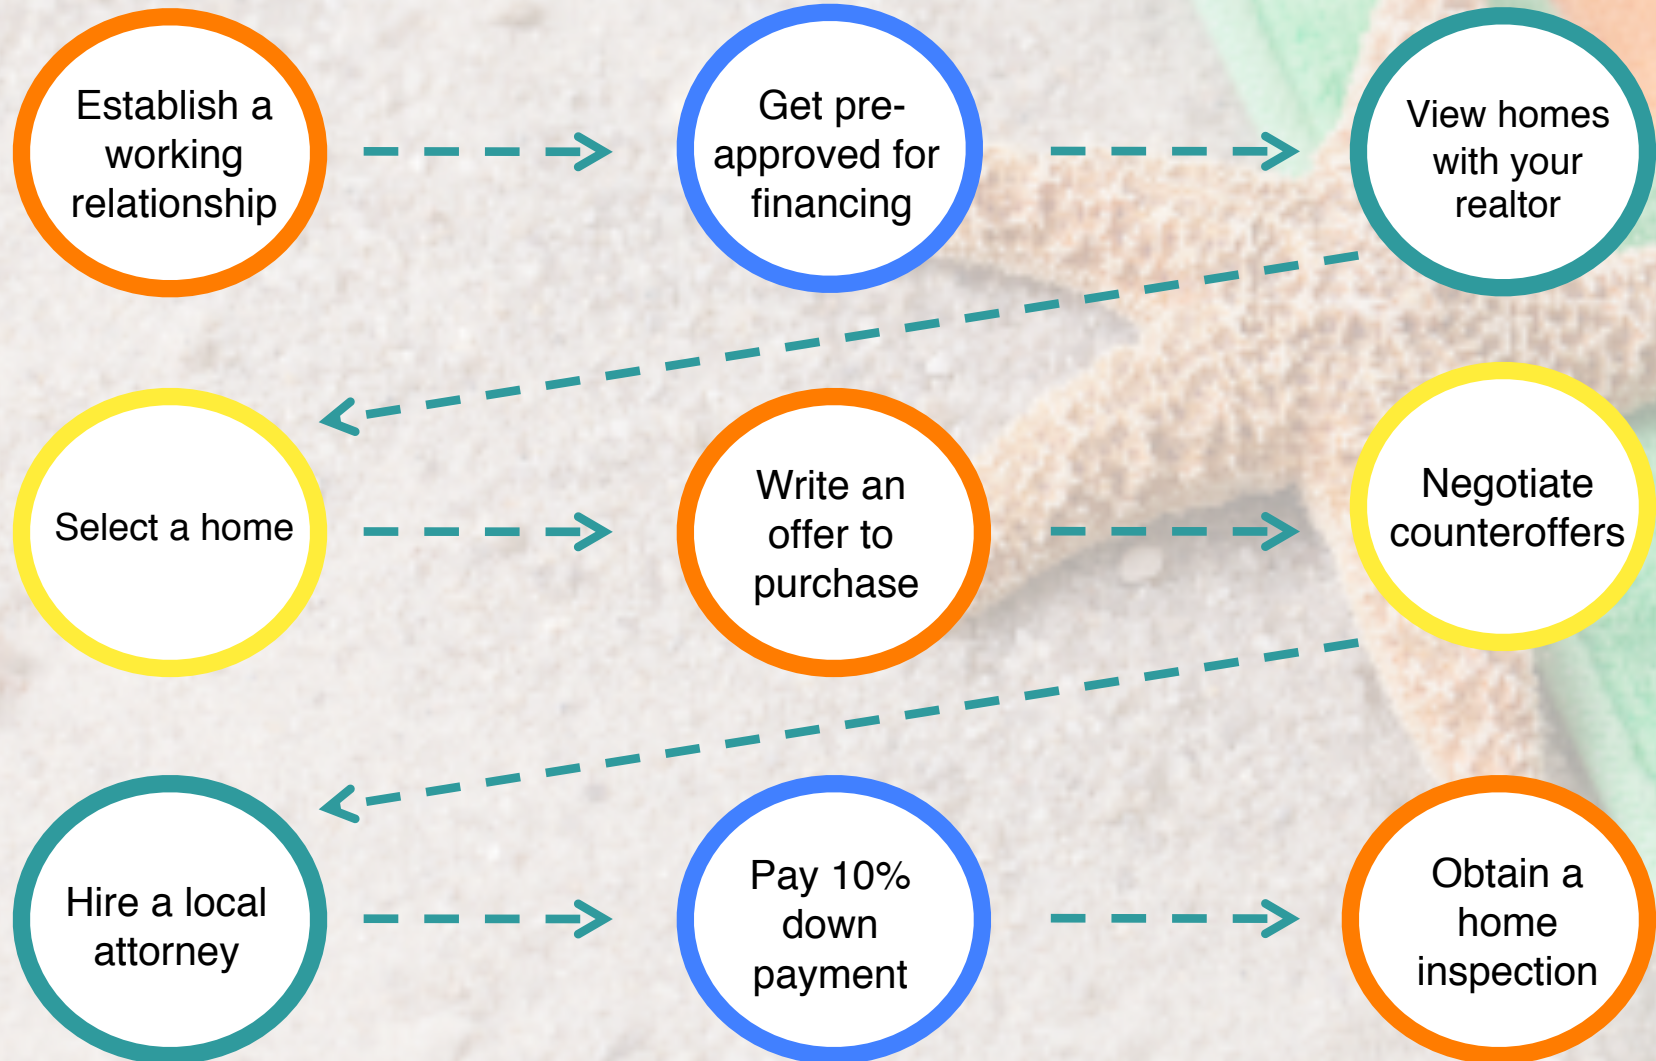 Establish a
working
relationship
Get pre-
approved for
financing
View homes
with your
realtor
Select a home
Write an
offer to
purchase
Negotiate
counteroffers
Hire a local
attorney
Pay 10%
down
payment
Obtain a
home
inspection